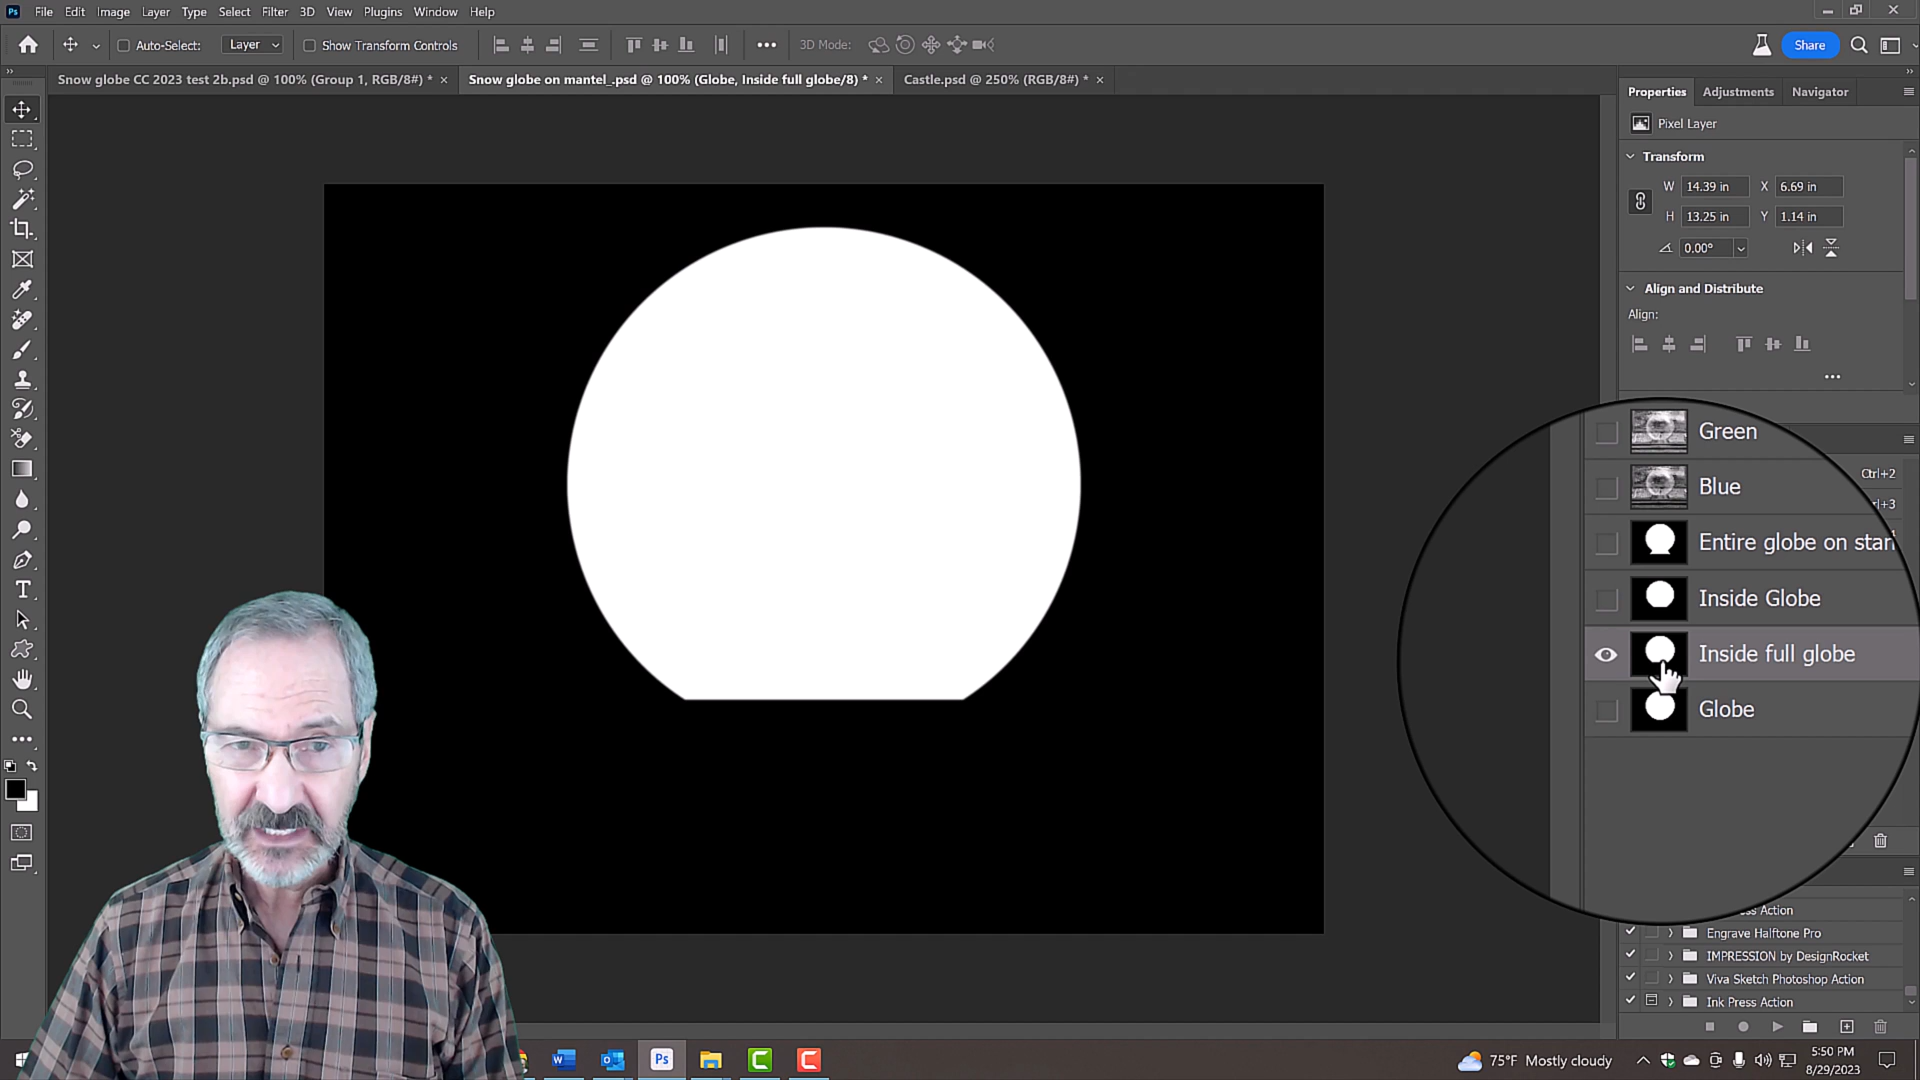 File Edit Image Layer Type Select Filter 3D View Plugins Window Help
Auto-Select: Layer Show Transform Controls 3D Mode: Share
Snow globe CC 2023 test 2b.psd @ 100% (Group 1, RGB/8#) * Snow globe on mantel_.psd @ 100% (Globe, Inside full globe/8) * Castle.psd @ 250% (RGB/8#) *
Properties Adjustments Navigator
Pixel Layer
Transform
W 14.39 in X 6.69 in
H 13.25 in Y 1.14 in
0.00°
Align and Distribute
Align:
Green
Ctrl+2
Blue
Entire globe on stan
Inside Globe
Inside full globe
Globe
ss Action
Engrave Halftone Pro
IMPRESSION by DesignRocket
Viva Sketch Photoshop Action
Ink Press Action
75°F Mostly cloudy
5:50 PM
8/29/2023